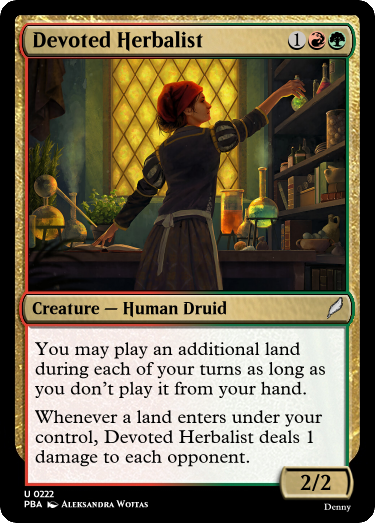 Devoted Herbalist 1
Creature — Human Druid
You may play an additional land
during each of your turns as long as
you don't play it from your hand.
Whenever a land enters under your
control, Devoted Herbalist deals 1
damage to each opponent.
2/2
U 0222
PBA Aleksandra Wojtas
Denny